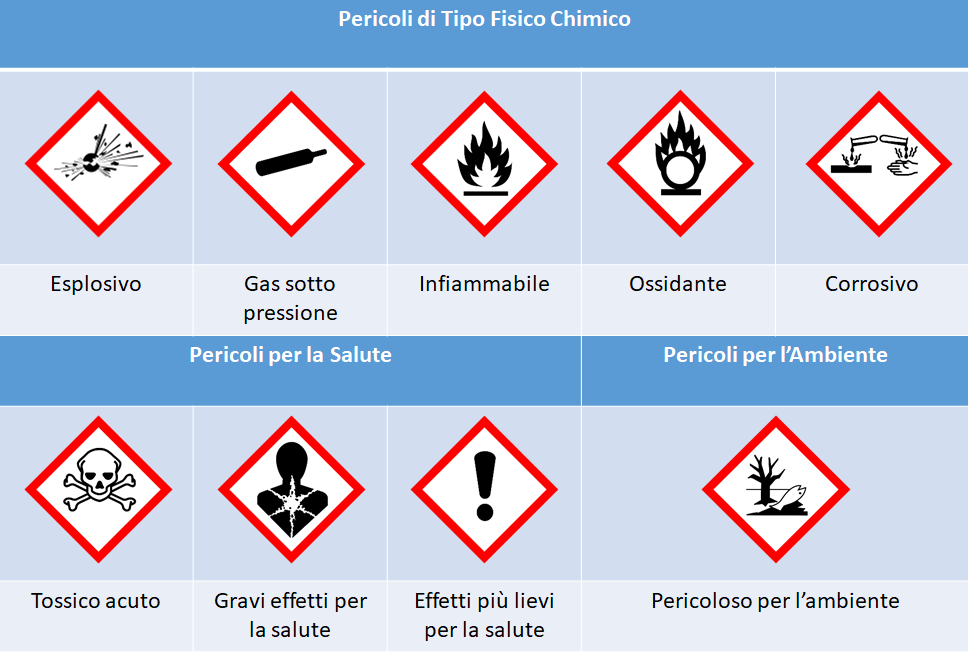 Pericoli di Tipo Fisico Chimico
Esplosivo
Gas sotto
pressione
Infiammabile
Ossidante
Corrosivo
Pericoli per la Salute
Pericoli per l’Ambiente
Tossico acuto
Gravi effetti per
la salute
Effetti più lievi
per la salute
Pericoloso per l’ambiente